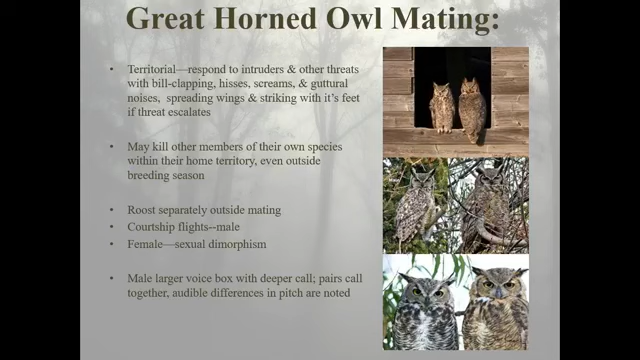 Great Horned Owl Mating:
• Territorial—respond to intruders & other threats
with bill-clapping, hisses, screams, & guttural
noises, spreading wings & striking with it's feet
if threat escalates
• May kill other members of their own species
within their home territory, even outside
breeding season
• Roost separately outside mating
• Courtship flights--male
• Female—sexual dimorphism
• Male larger voice box with deeper call; pairs call
together, audible differences in pitch are noted